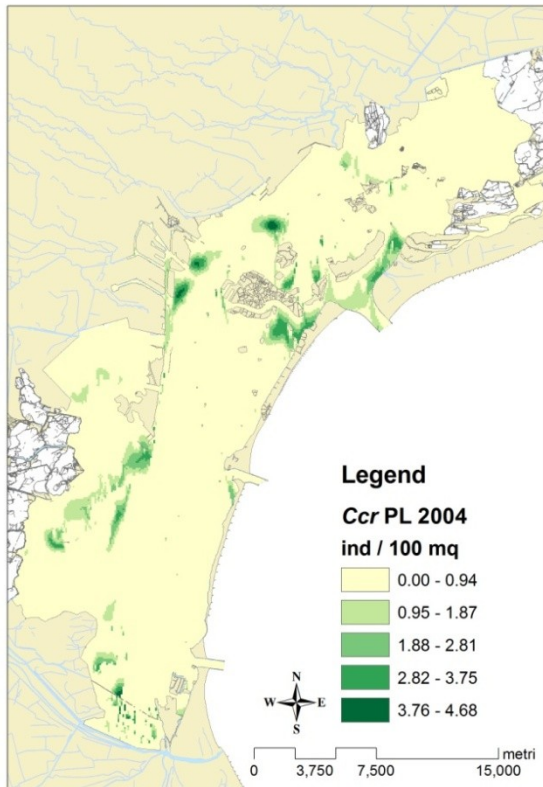 Legend
Ccr PL 2004
ind / 100 mq
0.00 - 0.94
0.95 - 1.87
1.88 - 2.81
2.82 - 3.75
3.76 - 4.68
N
W E
S
metri
0 3,750 7,500 15,000